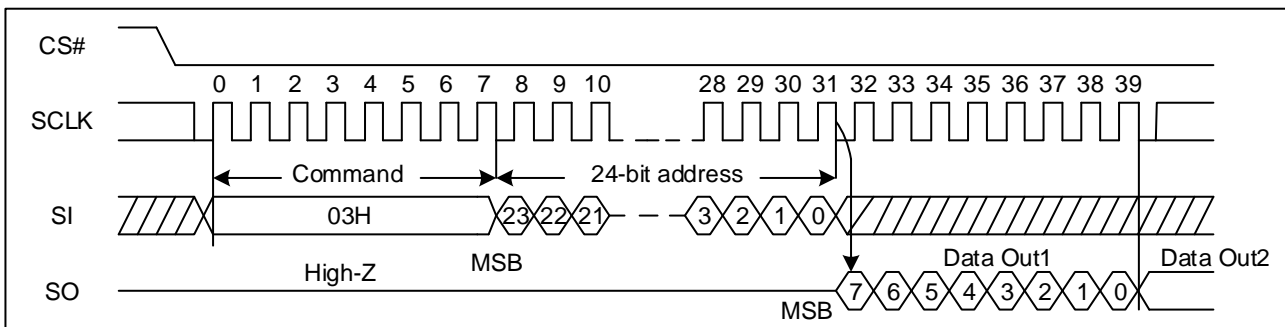 CS#
0 1 2 3 4 5 6 7 8 9 10 28 29 30 31 32 33 34 35 36 37 38 39
SCLK
Command 24-bit address
SI 03H 23 22 21 3 2 1 0
High-Z MSB Data Out1 Data Out2
SO MSB 7 6 5 4 3 2 1 0